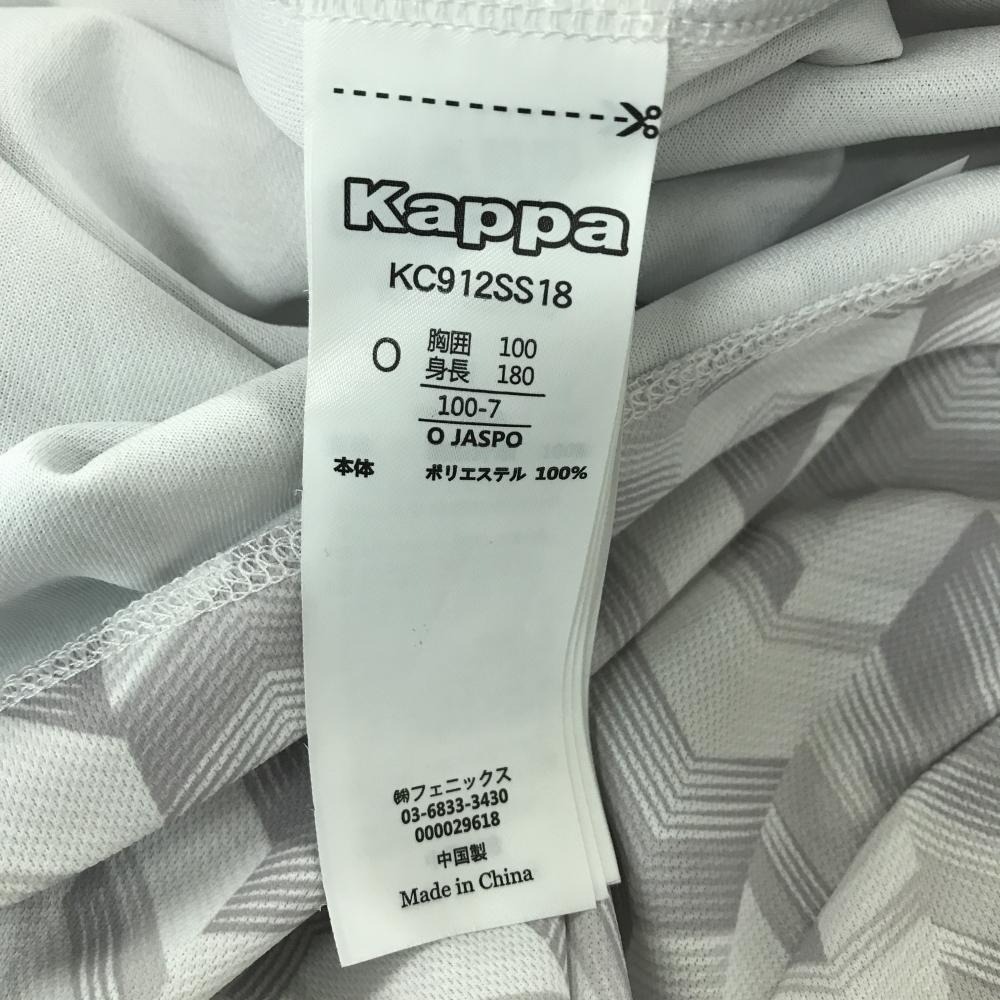 Kappa
KC912SS18
O
胸囲 100
身長 180
100-7
O JASPO
本体 ポリエステル 100%
㈱フェニックス
03-6833-3430
000029618
中国製
Made in China